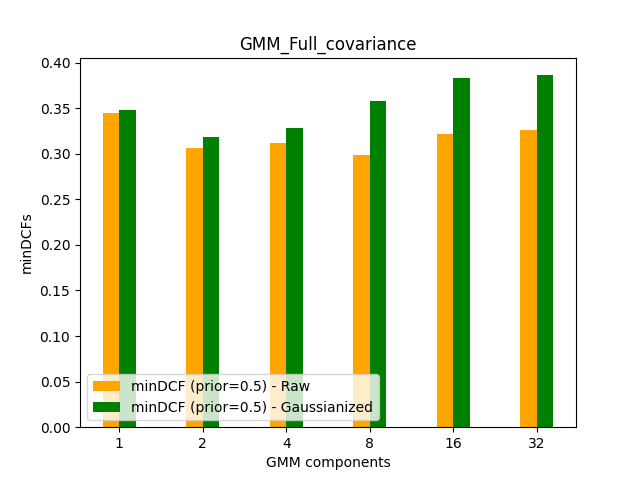 GMM_Full_covariance
minDCFs
0.40
0.35
0.30
0.25
0.20
0.15
0.10
0.05
0.00
minDCF (prior=0.5) - Raw
minDCF (prior=0.5) - Gaussianized
1 2 4 8 16 32
GMM components